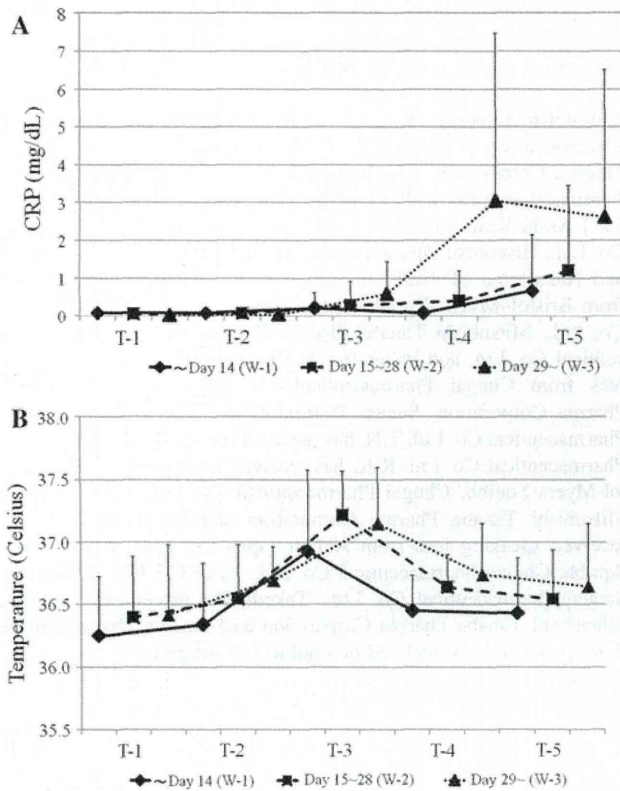 A
8
7
6
5
4
3
2
1
0
CRP (mg/dL)
T-1 T-2 T-3 T-4 T-5
~Day 14 (W-1) Day 15~28 (W-2) Day 29~ (W-3)
B
38.0
37.5
37.0
36.5
36.0
35.5
Temperature (Celsius)
T-1 T-2 T-3 T-4 T-5
~Day 14 (W-1) Day 15~28 (W-2) Day 29~ (W-3)